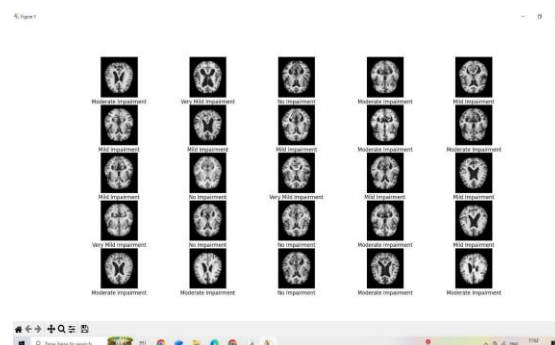 Figure 1
Moderate Impairment Very Mild Impairment No Impairment Moderate Impairment Mild Impairment
Mild Impairment Mild Impairment Mild Impairment Moderate Impairment Moderate Impairment
Mild Impairment No Impairment Very Mild Impairment Mild Impairment Mild Impairment
Very Mild Impairment No Impairment No Impairment Moderate Impairment Mild Impairment
Moderate Impairment Moderate Impairment No Impairment Moderate Impairment Moderate Impairment
Type here to search
ENG
17:02